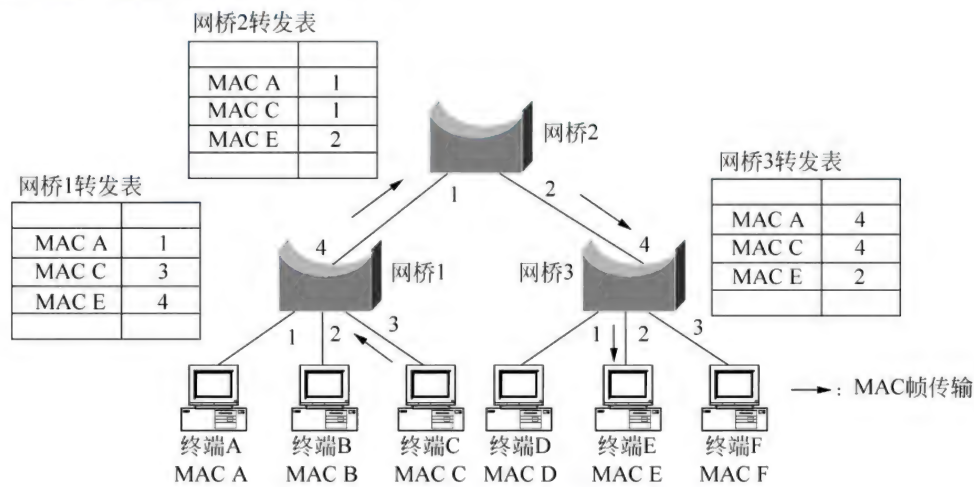 网桥2转发表
MAC A 1
MAC C 1
MAC E 2
网桥2
1
2
网桥1转发表
MAC A 1
MAC C 3
MAC E 4
网桥3转发表
MAC A 4
MAC C 4
MAC E 2
4
网桥1
4
网桥3
1 2 3
1 2 3
→：MAC帧传输
终端A 终端B 终端C 终端D 终端E 终端F
MAC A MAC B MAC C MAC D MAC E MAC F